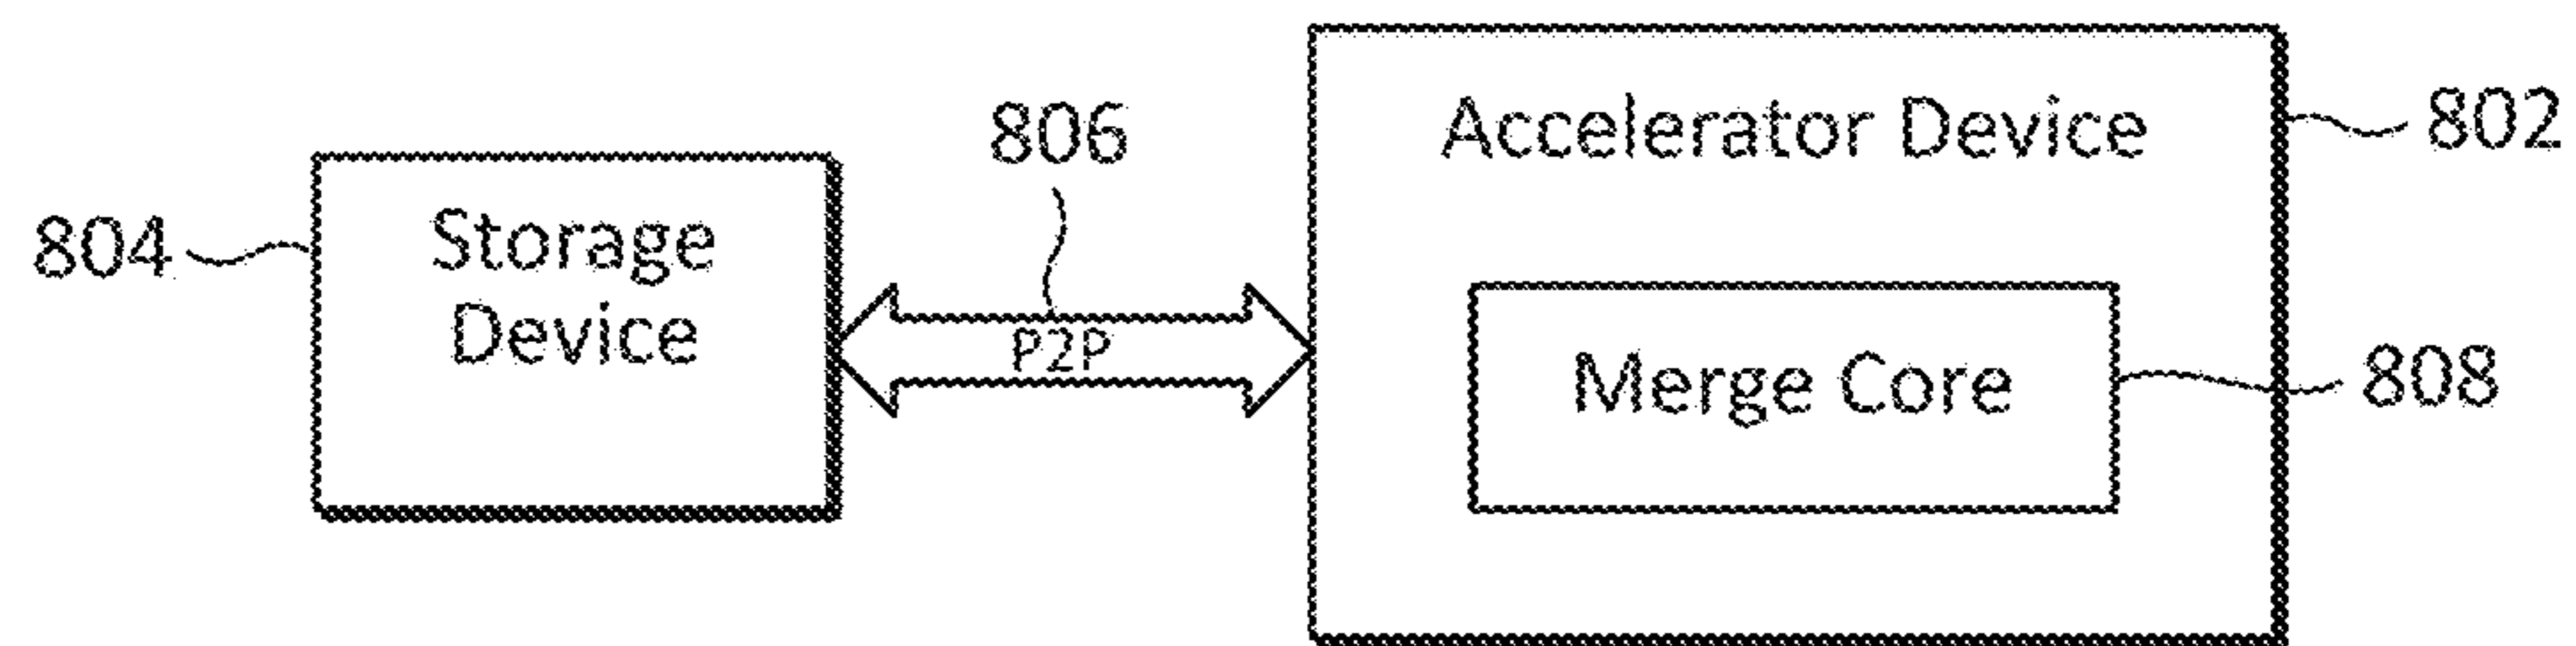 804
Storage
Device
806
P2P
Accelerator Device
802
Merge Core
808